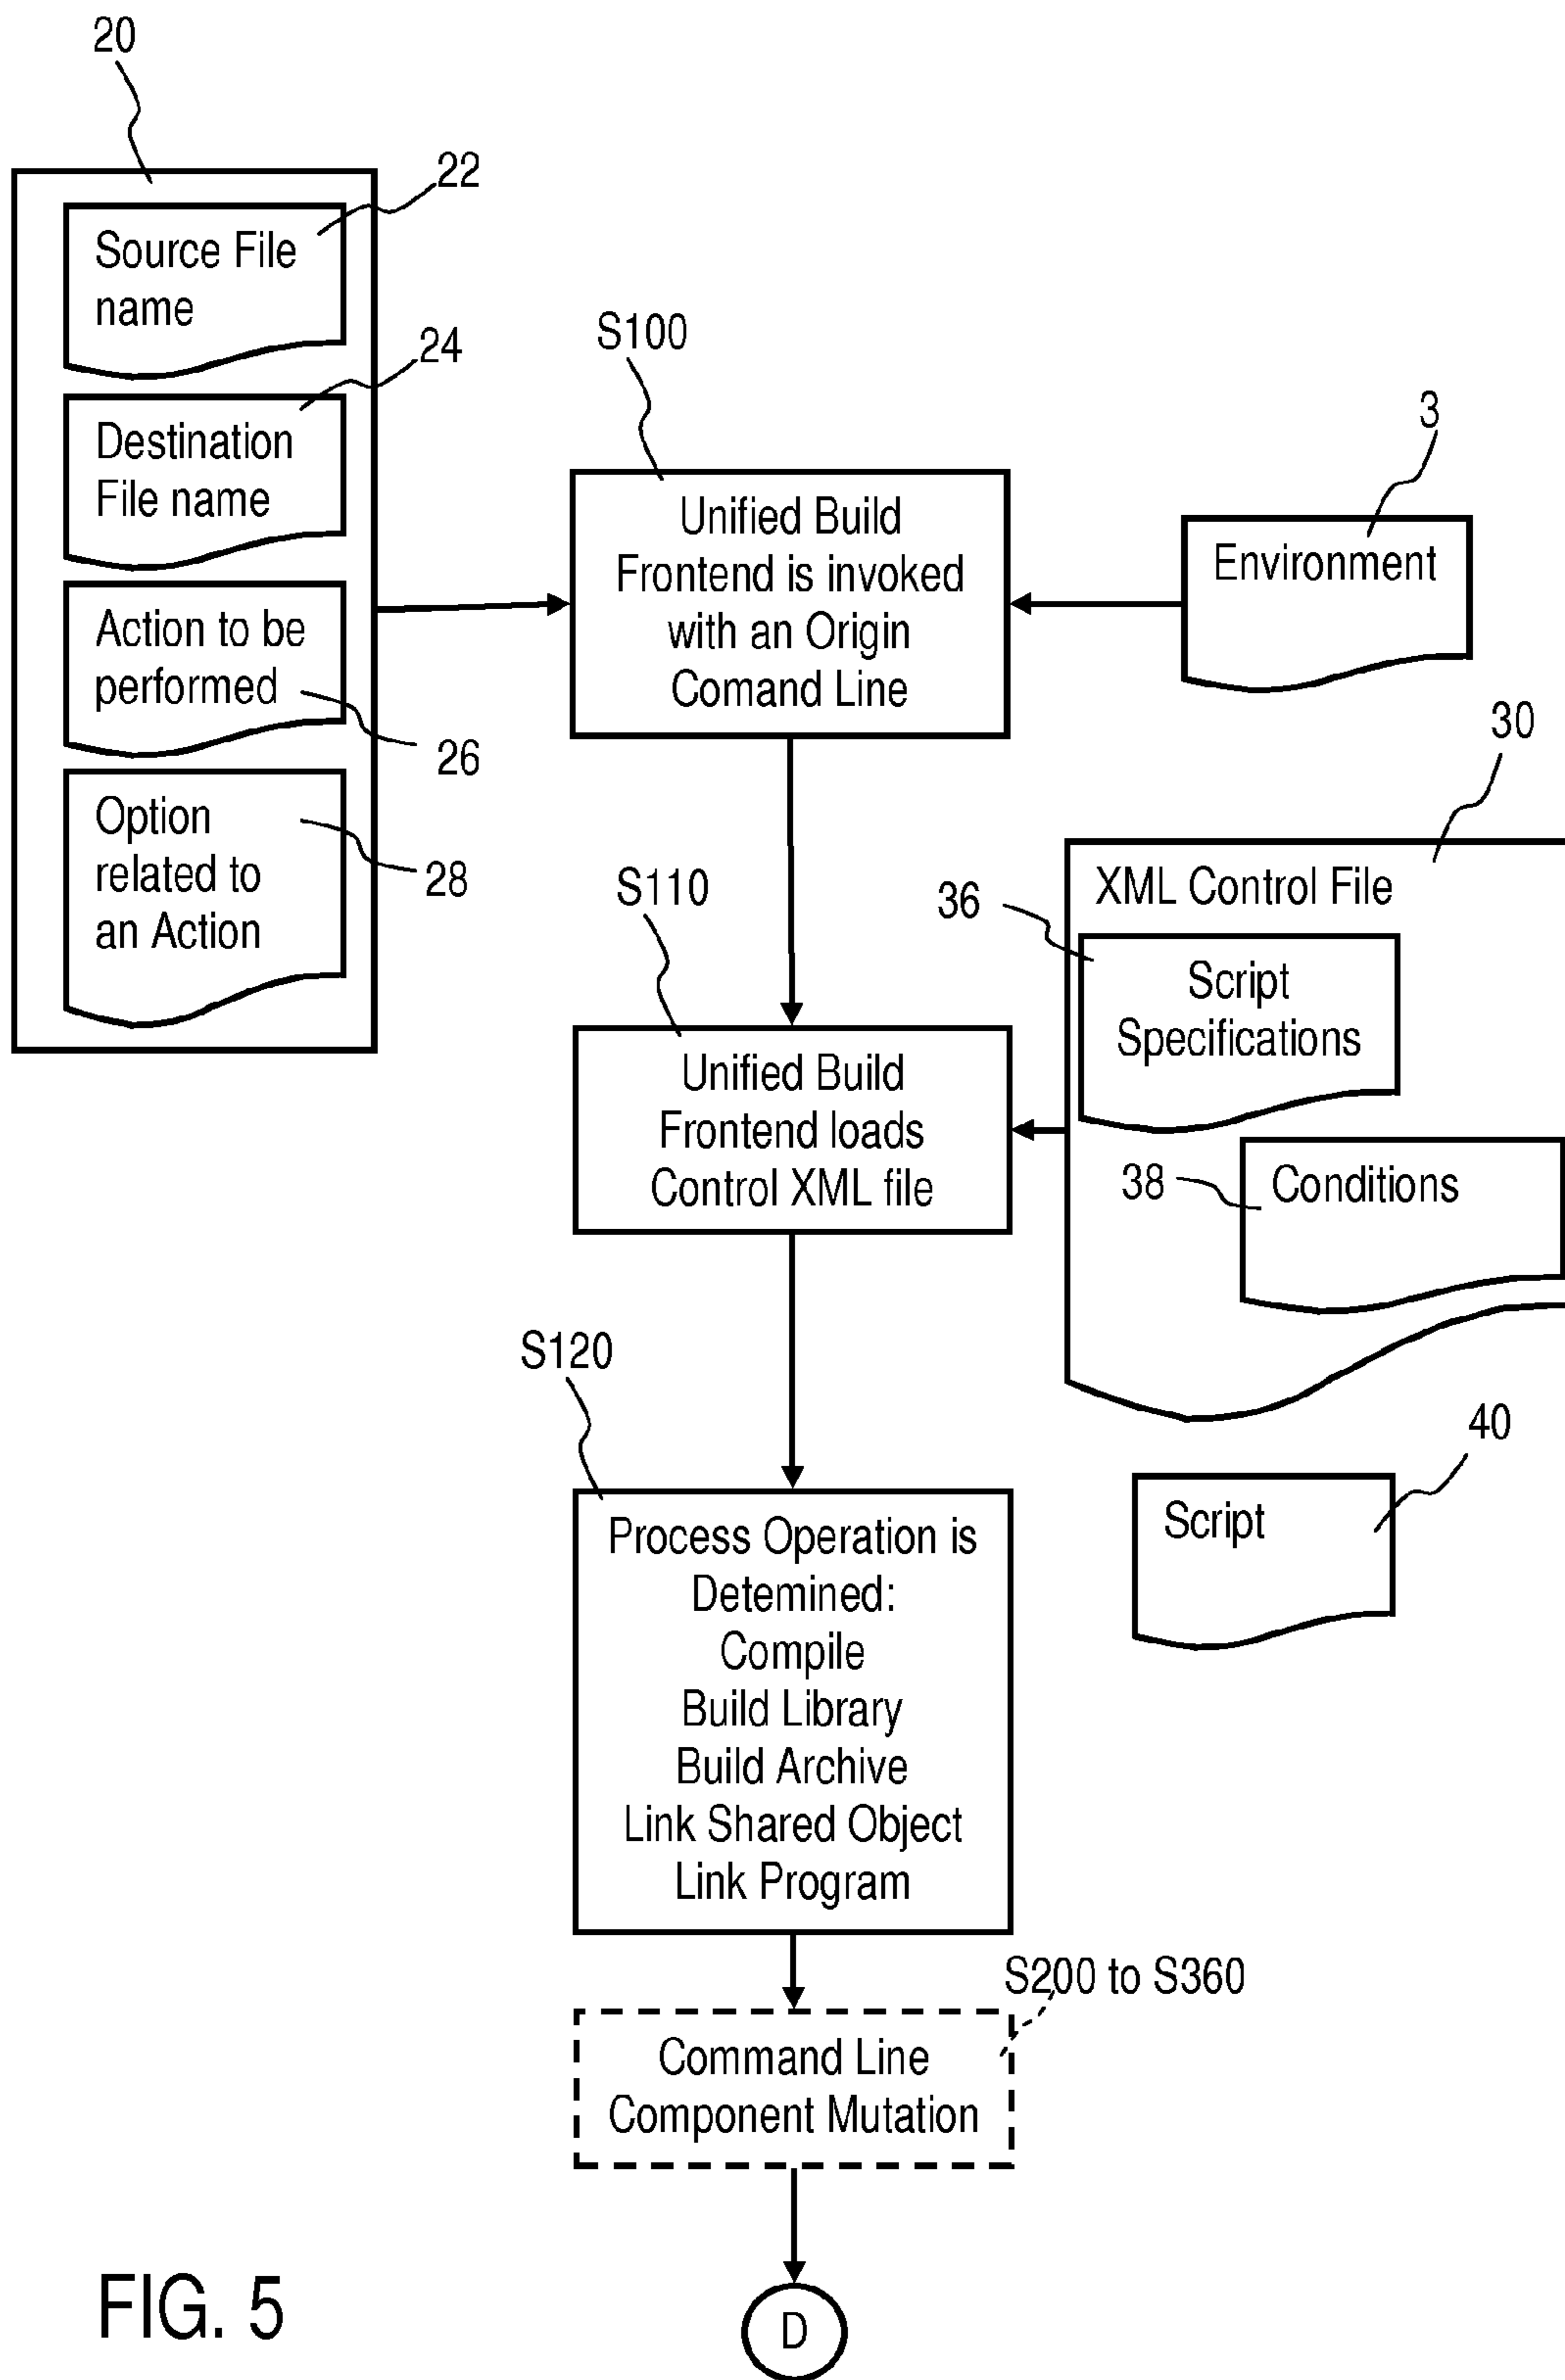 20
22
Source File
name
24
Destination
File name
Action to be
performed
26
Option
related to
an Action
28
S100
Unified Build
Frontend is invoked
with an Origin
Comand Line
3
Environment
30
XML Control File
36
Script
Specifications
38
Conditions
S110
Unified Build
Frontend loads
Control XML file
40
Script
S120
Process Operation is
Detemined:
Compile
Build Library
Build Archive
Link Shared Object
Link Program
S200 to S360
Command Line
Component Mutation
D
FIG. 5